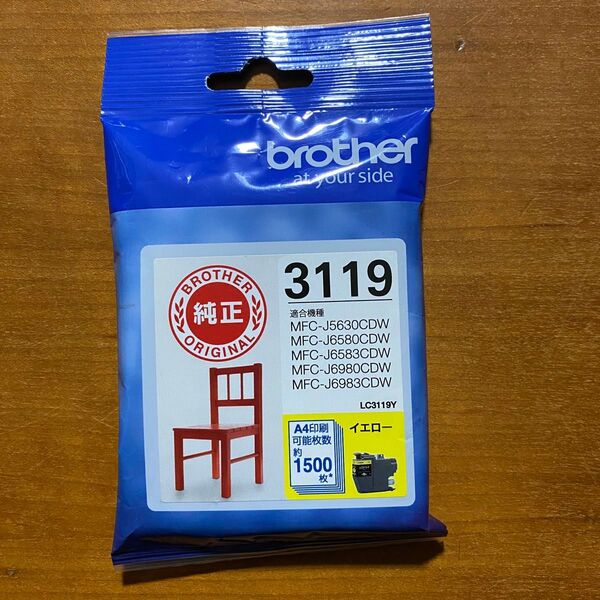 brother
at your side
BROTHER
純正
ORIGINAL
3119
適合機種
MFC-J5630CDW
MFC-J6580CDW
MFC-J6583CDW
MFC-J6980CDW
MFC-J6983CDW
LC3119Y
A4印刷
可能枚数
約
1500
枚*
イエロー